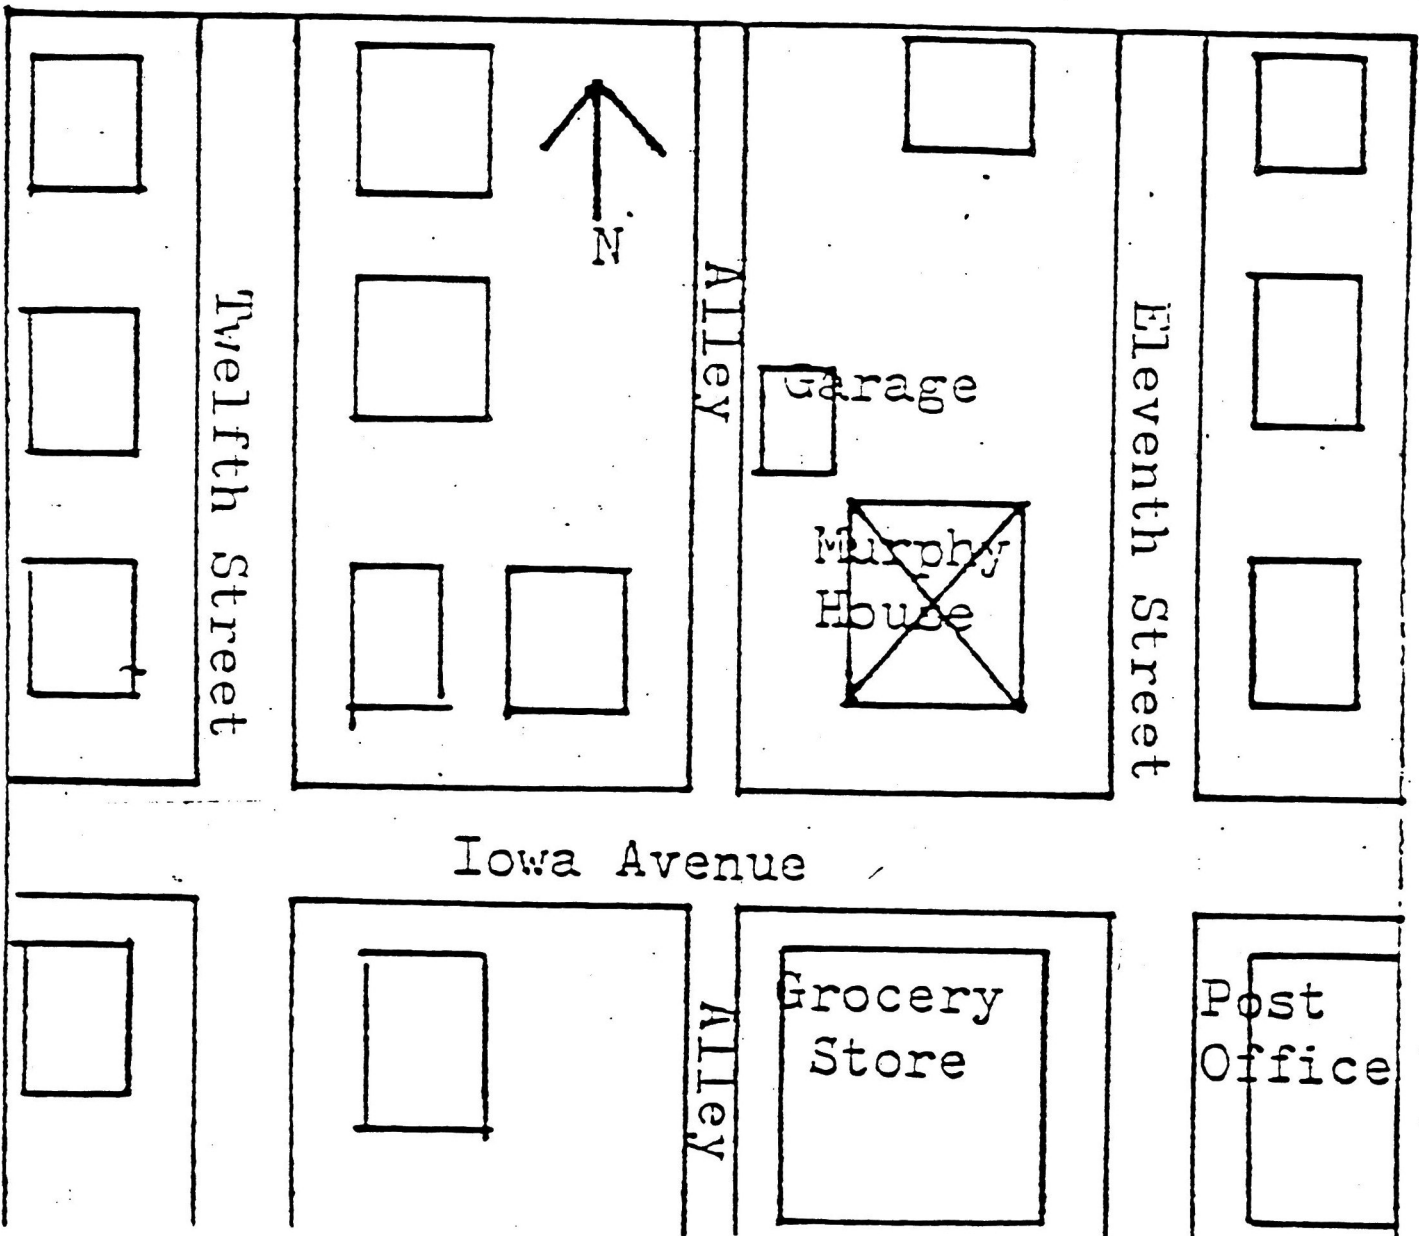 N
Alley
Twelfth Street
Eleventh Street
Garage
Murphy
House
Iowa Avenue
Alley
Grocery
Store
Post
Office